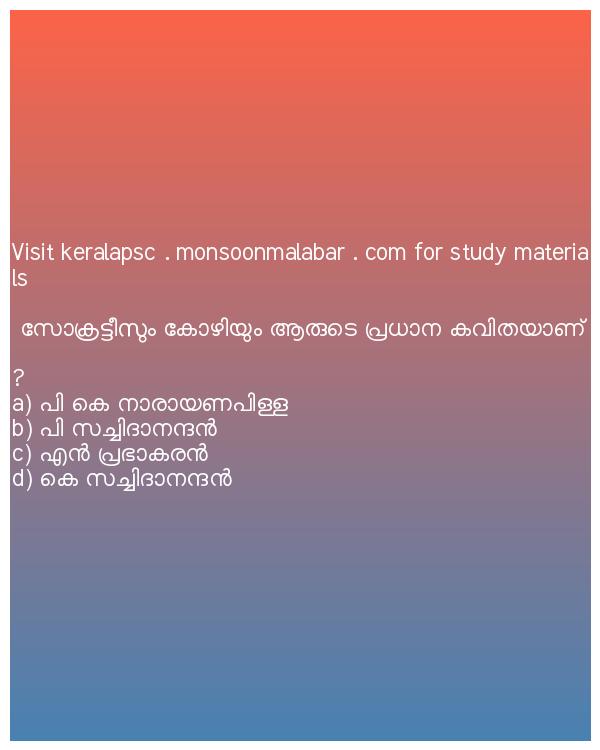 Visit keralapsc . monsoonmalabar . com for study materia
ls
സോക്രട്ടീസും കോഴിയും ആരുടെ പ്രധാന കവിതയാണ്
?
a) പി കെ നാരായണപിള്ള
b) പി സച്ചിദാനന്ദൻ
c) എൻ പ്രഭാകരൻ
d) കെ സച്ചിദാനന്ദൻ